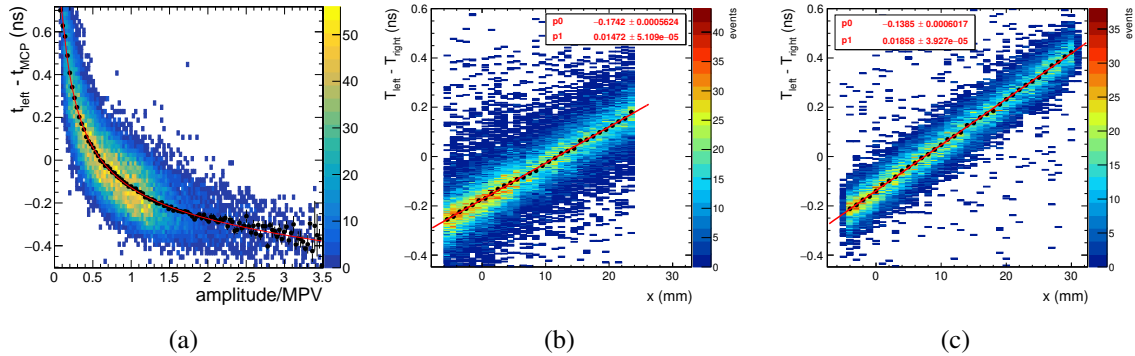 t_left - t_MCP (ns)
0.6
0.4
0.2
0
−0.2
−0.4
0 0.5 1 1.5 2 2.5 3 3.5
amplitude/MPV
50
40
30
20
10
0
(a)
T_left - T_right (ns)
0.4
0.2
0
−0.2
−0.4
0 10 20 30
x (mm)
p0 −0.1742 ± 0.0005624
p1 0.01472 ± 5.109e−05
events
40
35
30
25
20
15
10
5
0
(b)
T_left - T_right (ns)
0.4
0.2
0
−0.2
−0.4
0 10 20 30
x (mm)
p0 −0.1385 ± 0.0006017
p1 0.01858 ± 3.927e−05
events
35
30
25
20
15
10
5
0
(c)